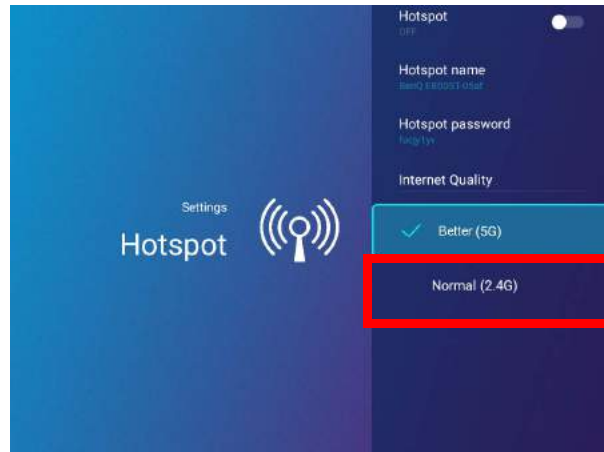 Hotspot
OFF
Hotspot name
Hotspot password
Internet Quality
Settings
Hotspot
Better (5G)
Normal (2.4G)